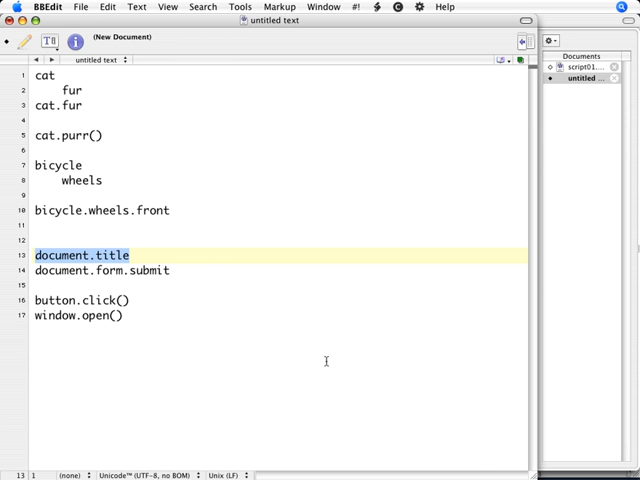 BBEdit File Edit Text View Search Tools Markup Window #! Help
untitled text
(New Document)
untitled text
Documents
script01....
untitled ...
1 cat
2 fur
3 cat.fur
4
5 cat.purr()
6
7 bicycle
8 wheels
9
10 bicycle.wheels.front
11
12
13 document.title
14 document.form.submit
15
16 button.click()
17 window.open()
13 1 (none) Unicode™ (UTF-8, no BOM) Unix (LF)